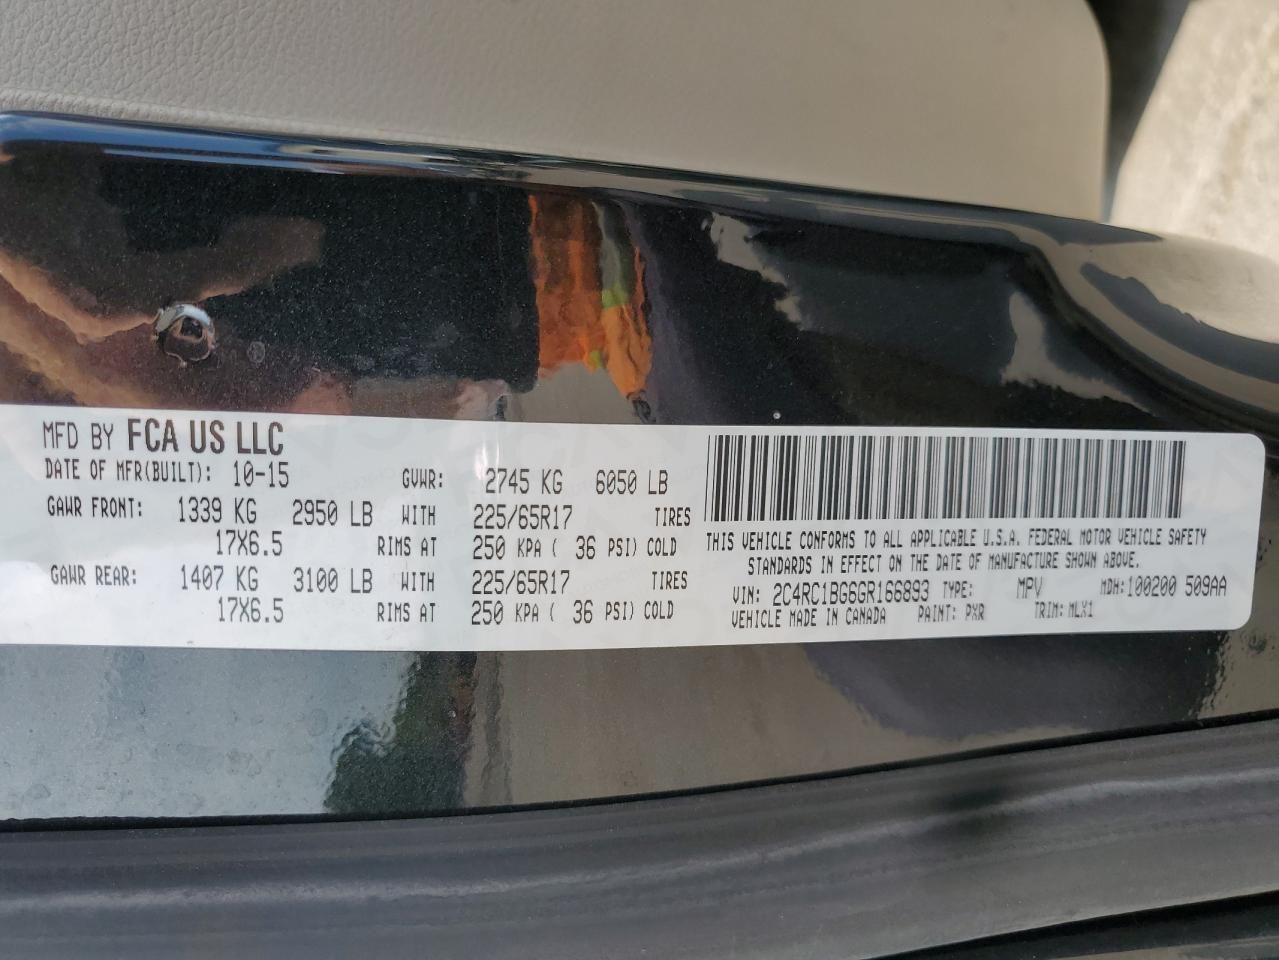 MFD BY FCA US LLC
DATE OF MFR(BUILT): 10-15 GVWR: 2745 KG 6050 LB
GAWR FRONT: 1339 KG 2950 LB WITH 225/65R17 TIRES
17X6.5 RIMS AT 250 KPA ( 36 PSI) COLD
GAWR REAR: 1407 KG 3100 LB WITH 225/65R17 TIRES
17X6.5 RIMS AT 250 KPA ( 36 PSI) COLD
THIS VEHICLE CONFORMS TO ALL APPLICABLE U.S.A. FEDERAL MOTOR VEHICLE SAFETY
STANDARDS IN EFFECT ON THE DATE OF MANUFACTURE SHOWN ABOVE.
VIN: 2C4RC1BG6GR166893 TYPE: MPV MDH:100200 509AA
VEHICLE MADE IN CANADA PAINT: PXR TRIM: MLX1